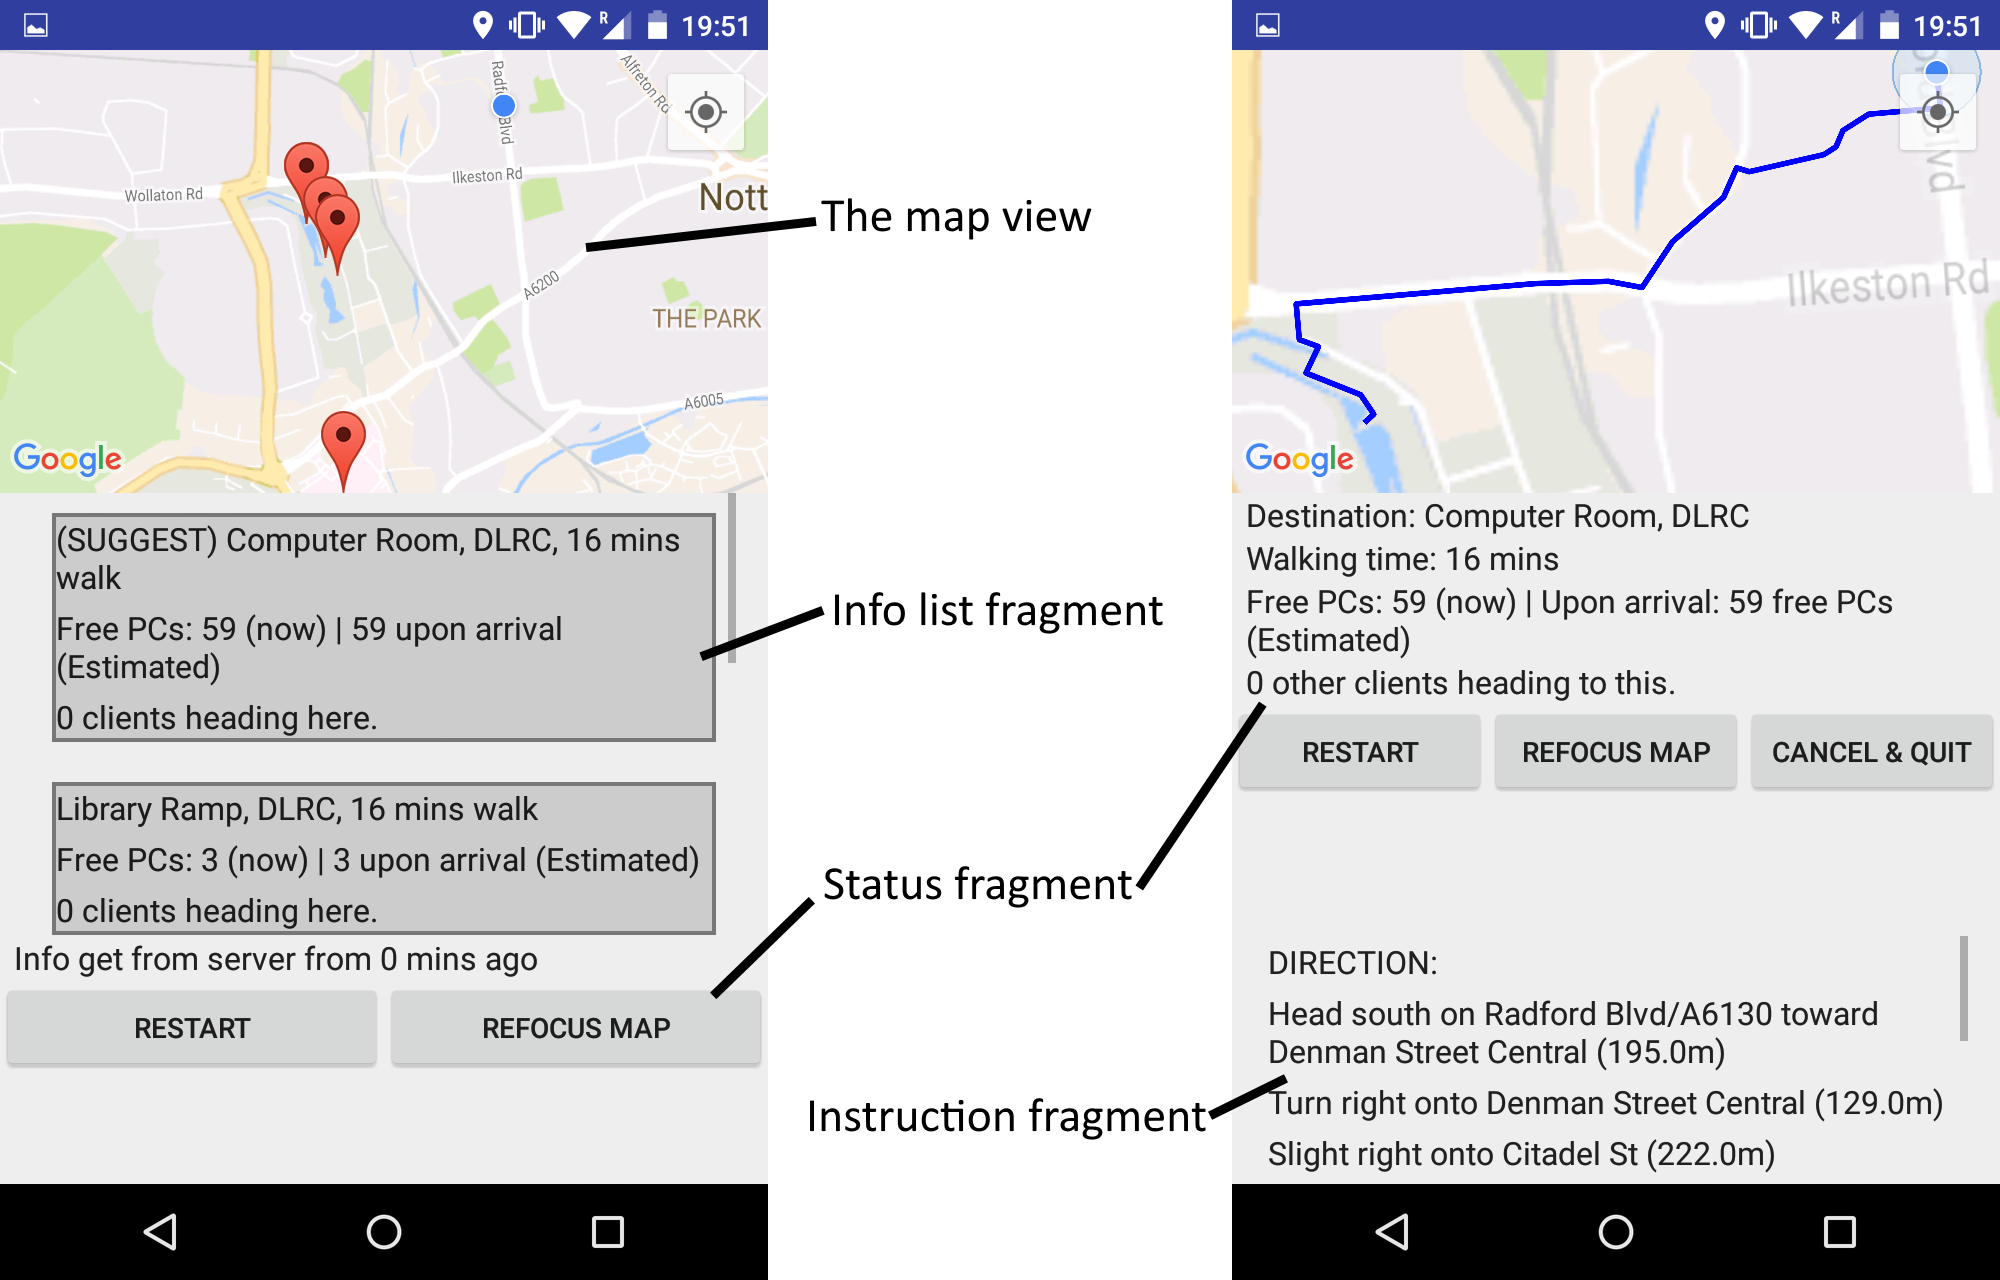 R
19:51
Radf
Blvd
Alfreton Rd
Wollaton Rd
Ilkeston Rd
Nott
A6200
THE PARK
A6005
Google
(SUGGEST) Computer Room, DLRC, 16 mins
walk
Free PCs: 59 (now) | 59 upon arrival
(Estimated)
0 clients heading here.
Library Ramp, DLRC, 16 mins walk
Free PCs: 3 (now) | 3 upon arrival (Estimated)
0 clients heading here.
Info get from server from 0 mins ago
RESTART
REFOCUS MAP
The map view
Info list fragment
Status fragment
Instruction fragment
R
19:51
lvd
Ilkeston Rd
Google
Destination: Computer Room, DLRC
Walking time: 16 mins
Free PCs: 59 (now) | Upon arrival: 59 free PCs
(Estimated)
0 other clients heading to this.
RESTART
REFOCUS MAP
CANCEL & QUIT
DIRECTION:
Head south on Radford Blvd/A6130 toward
Denman Street Central (195.0m)
Turn right onto Denman Street Central (129.0m)
Slight right onto Citadel St (222.0m)